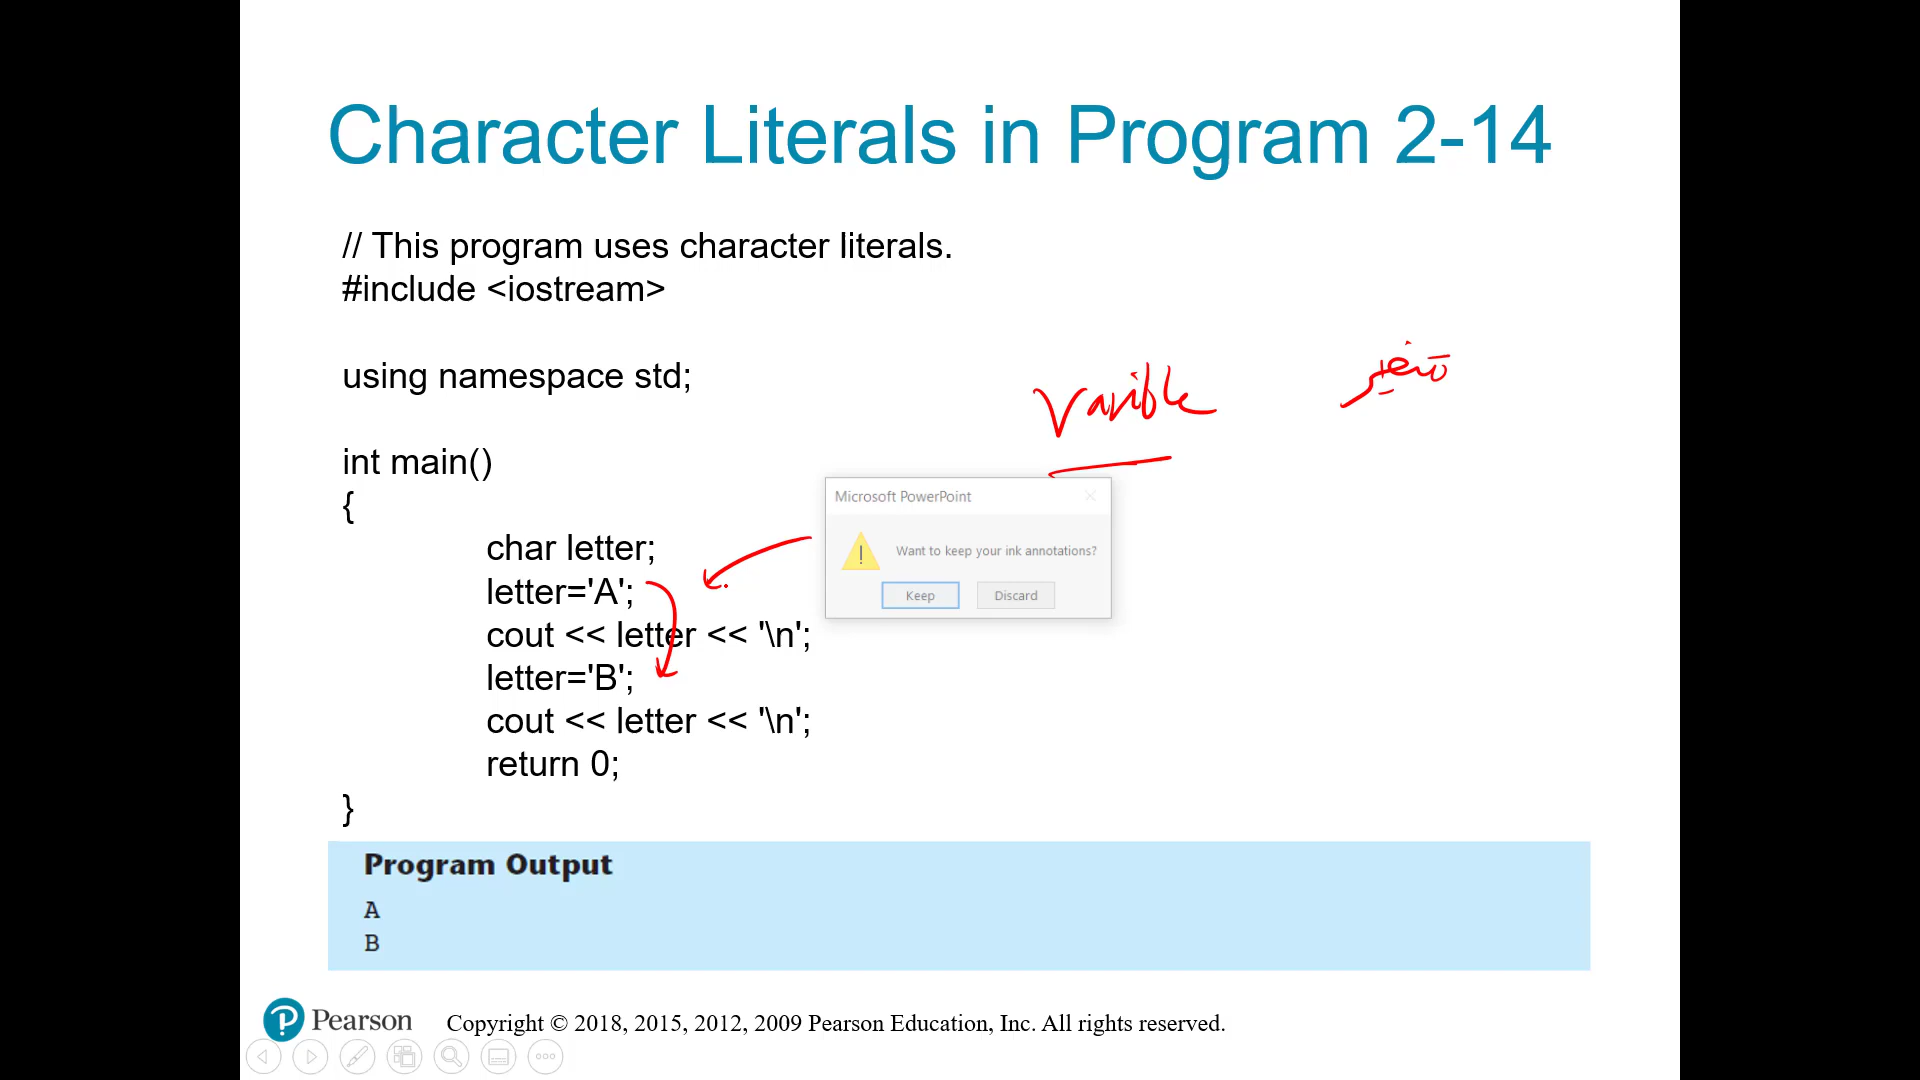 Character Literals in Program 2-14
// This program uses character literals.
#include <iostream>
using namespace std;
Varible
متغير
int main()
{
char letter;
letter='A';
cout << letter << '\n';
letter='B';
cout << letter << '\n';
return 0;
}
Microsoft PowerPoint
Want to keep your ink annotations?
Keep
Discard
Program Output
A
B
Pearson
Copyright © 2018, 2015, 2012, 2009 Pearson Education, Inc. All rights reserved.